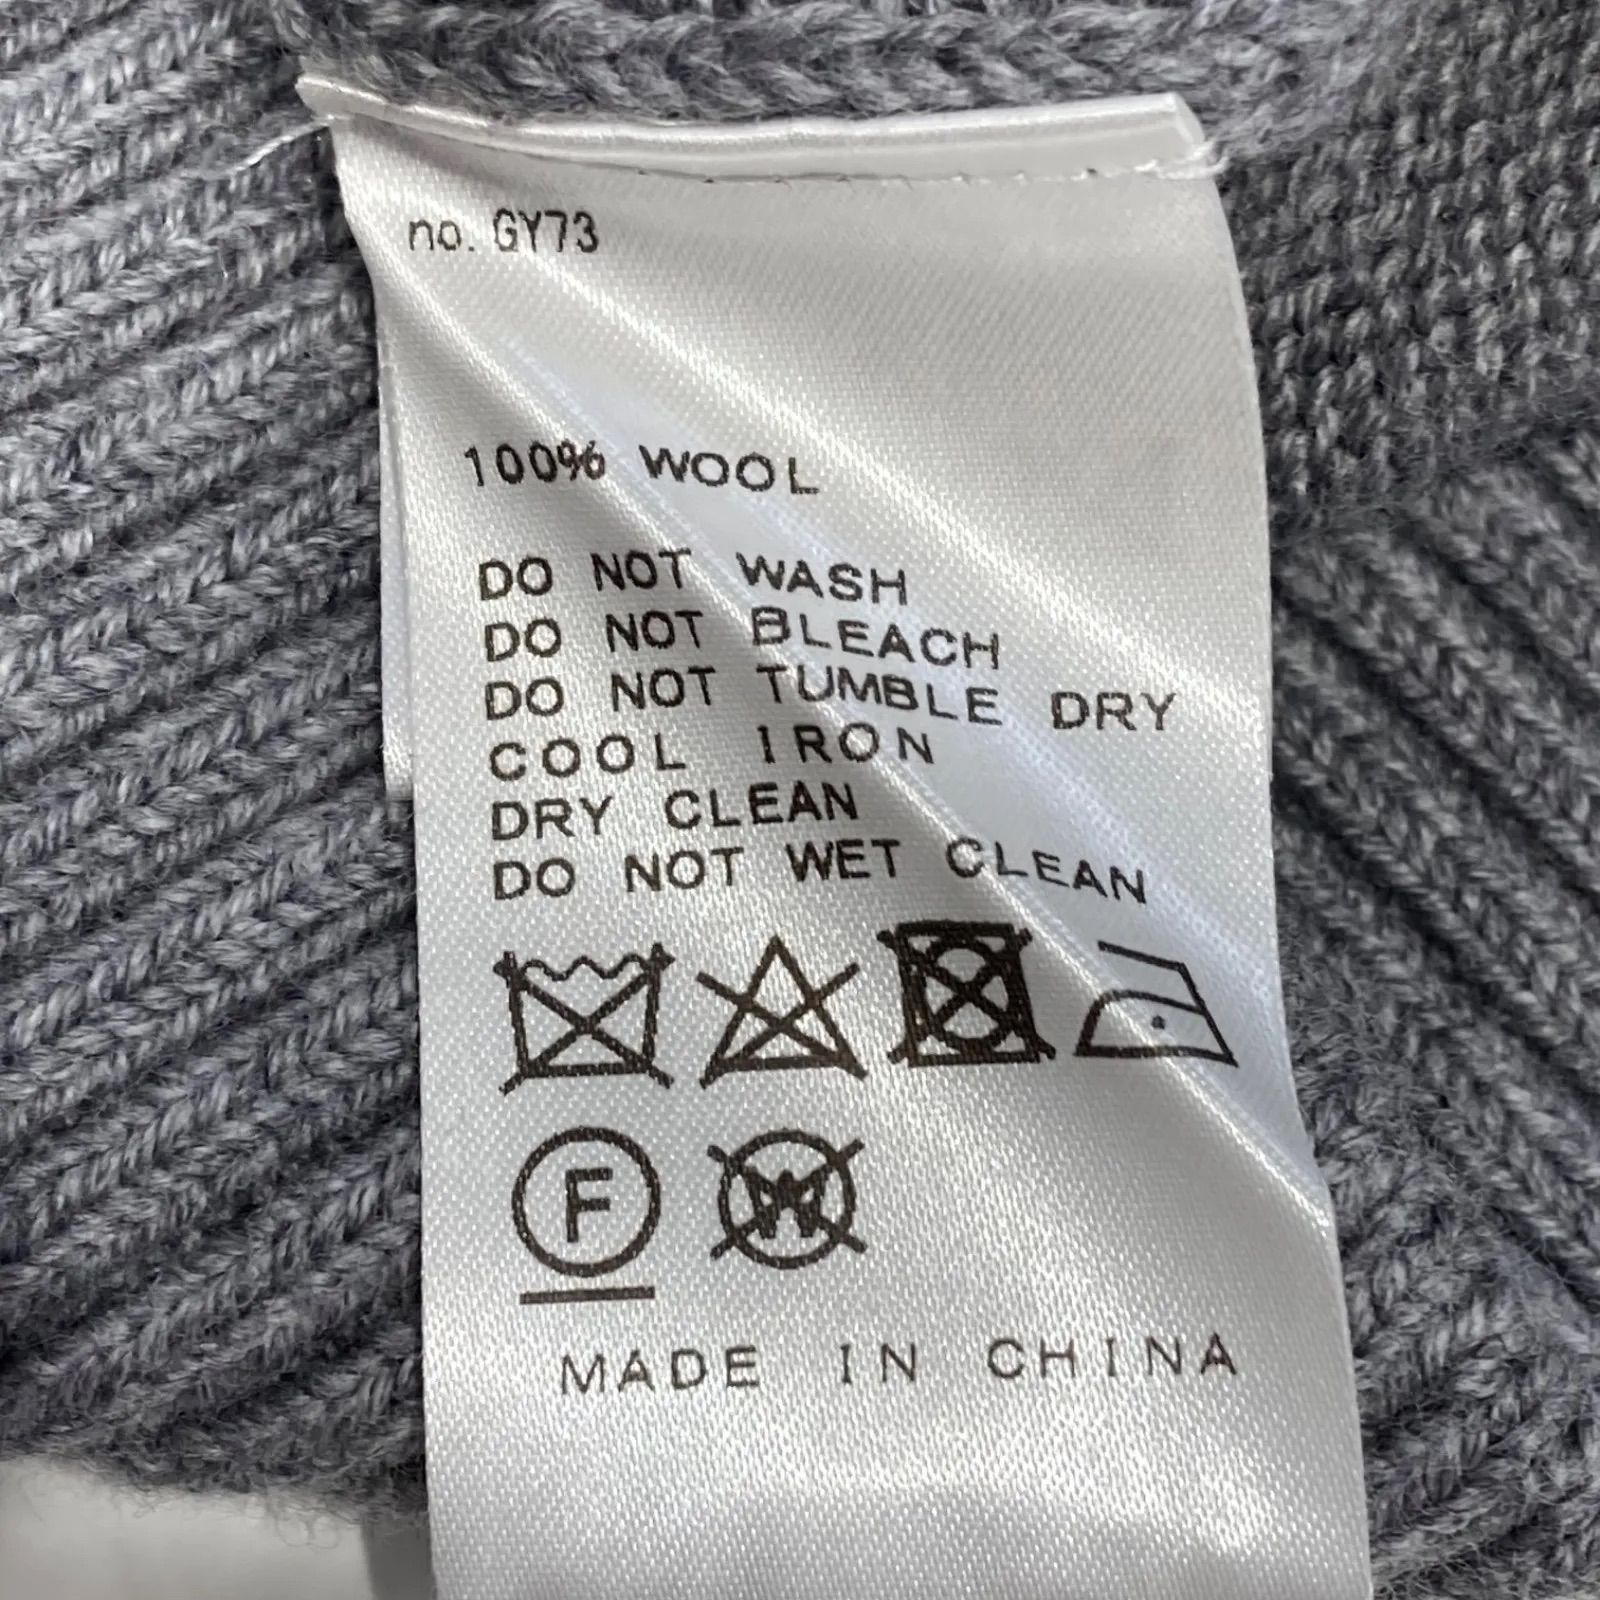 no. GY73
100% WOOL
DO NOT WASH
DO NOT BLEACH
DO NOT TUMBLE DRY
COOL IRON
DRY CLEAN
DO NOT WET CLEAN
F W
MADE IN CHINA